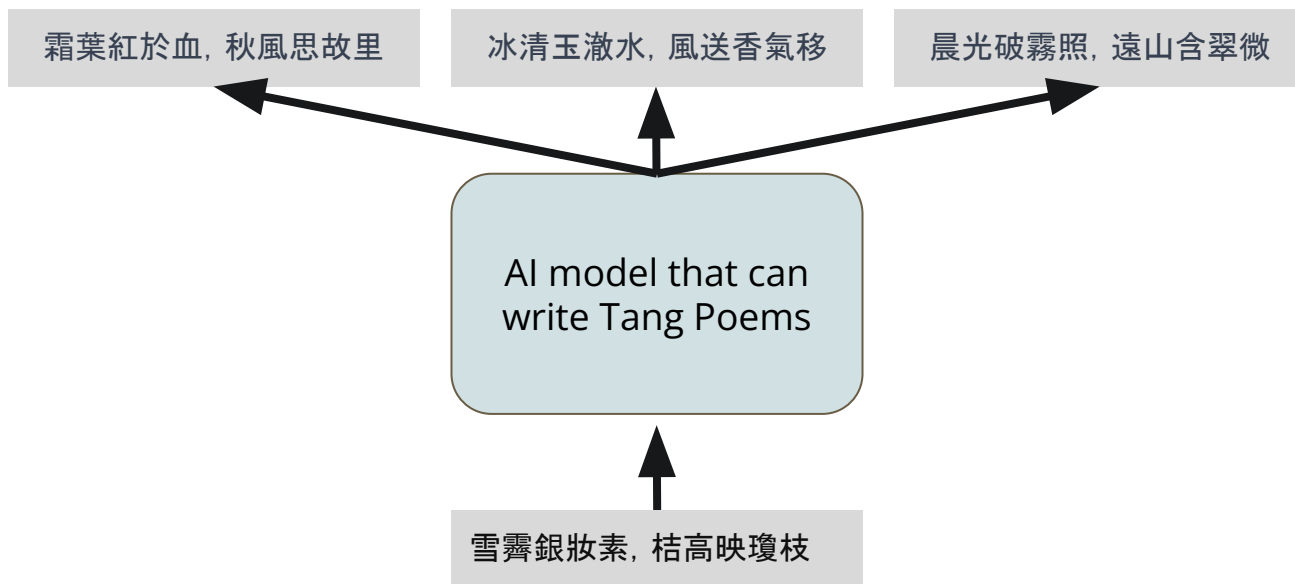 霜葉紅於血, 秋風思故里
冰清玉澈水, 風送香氣移
晨光破霧照, 遠山含翠微
AI model that can
write Tang Poems
雪霽銀妝素, 桔高映瓊枝